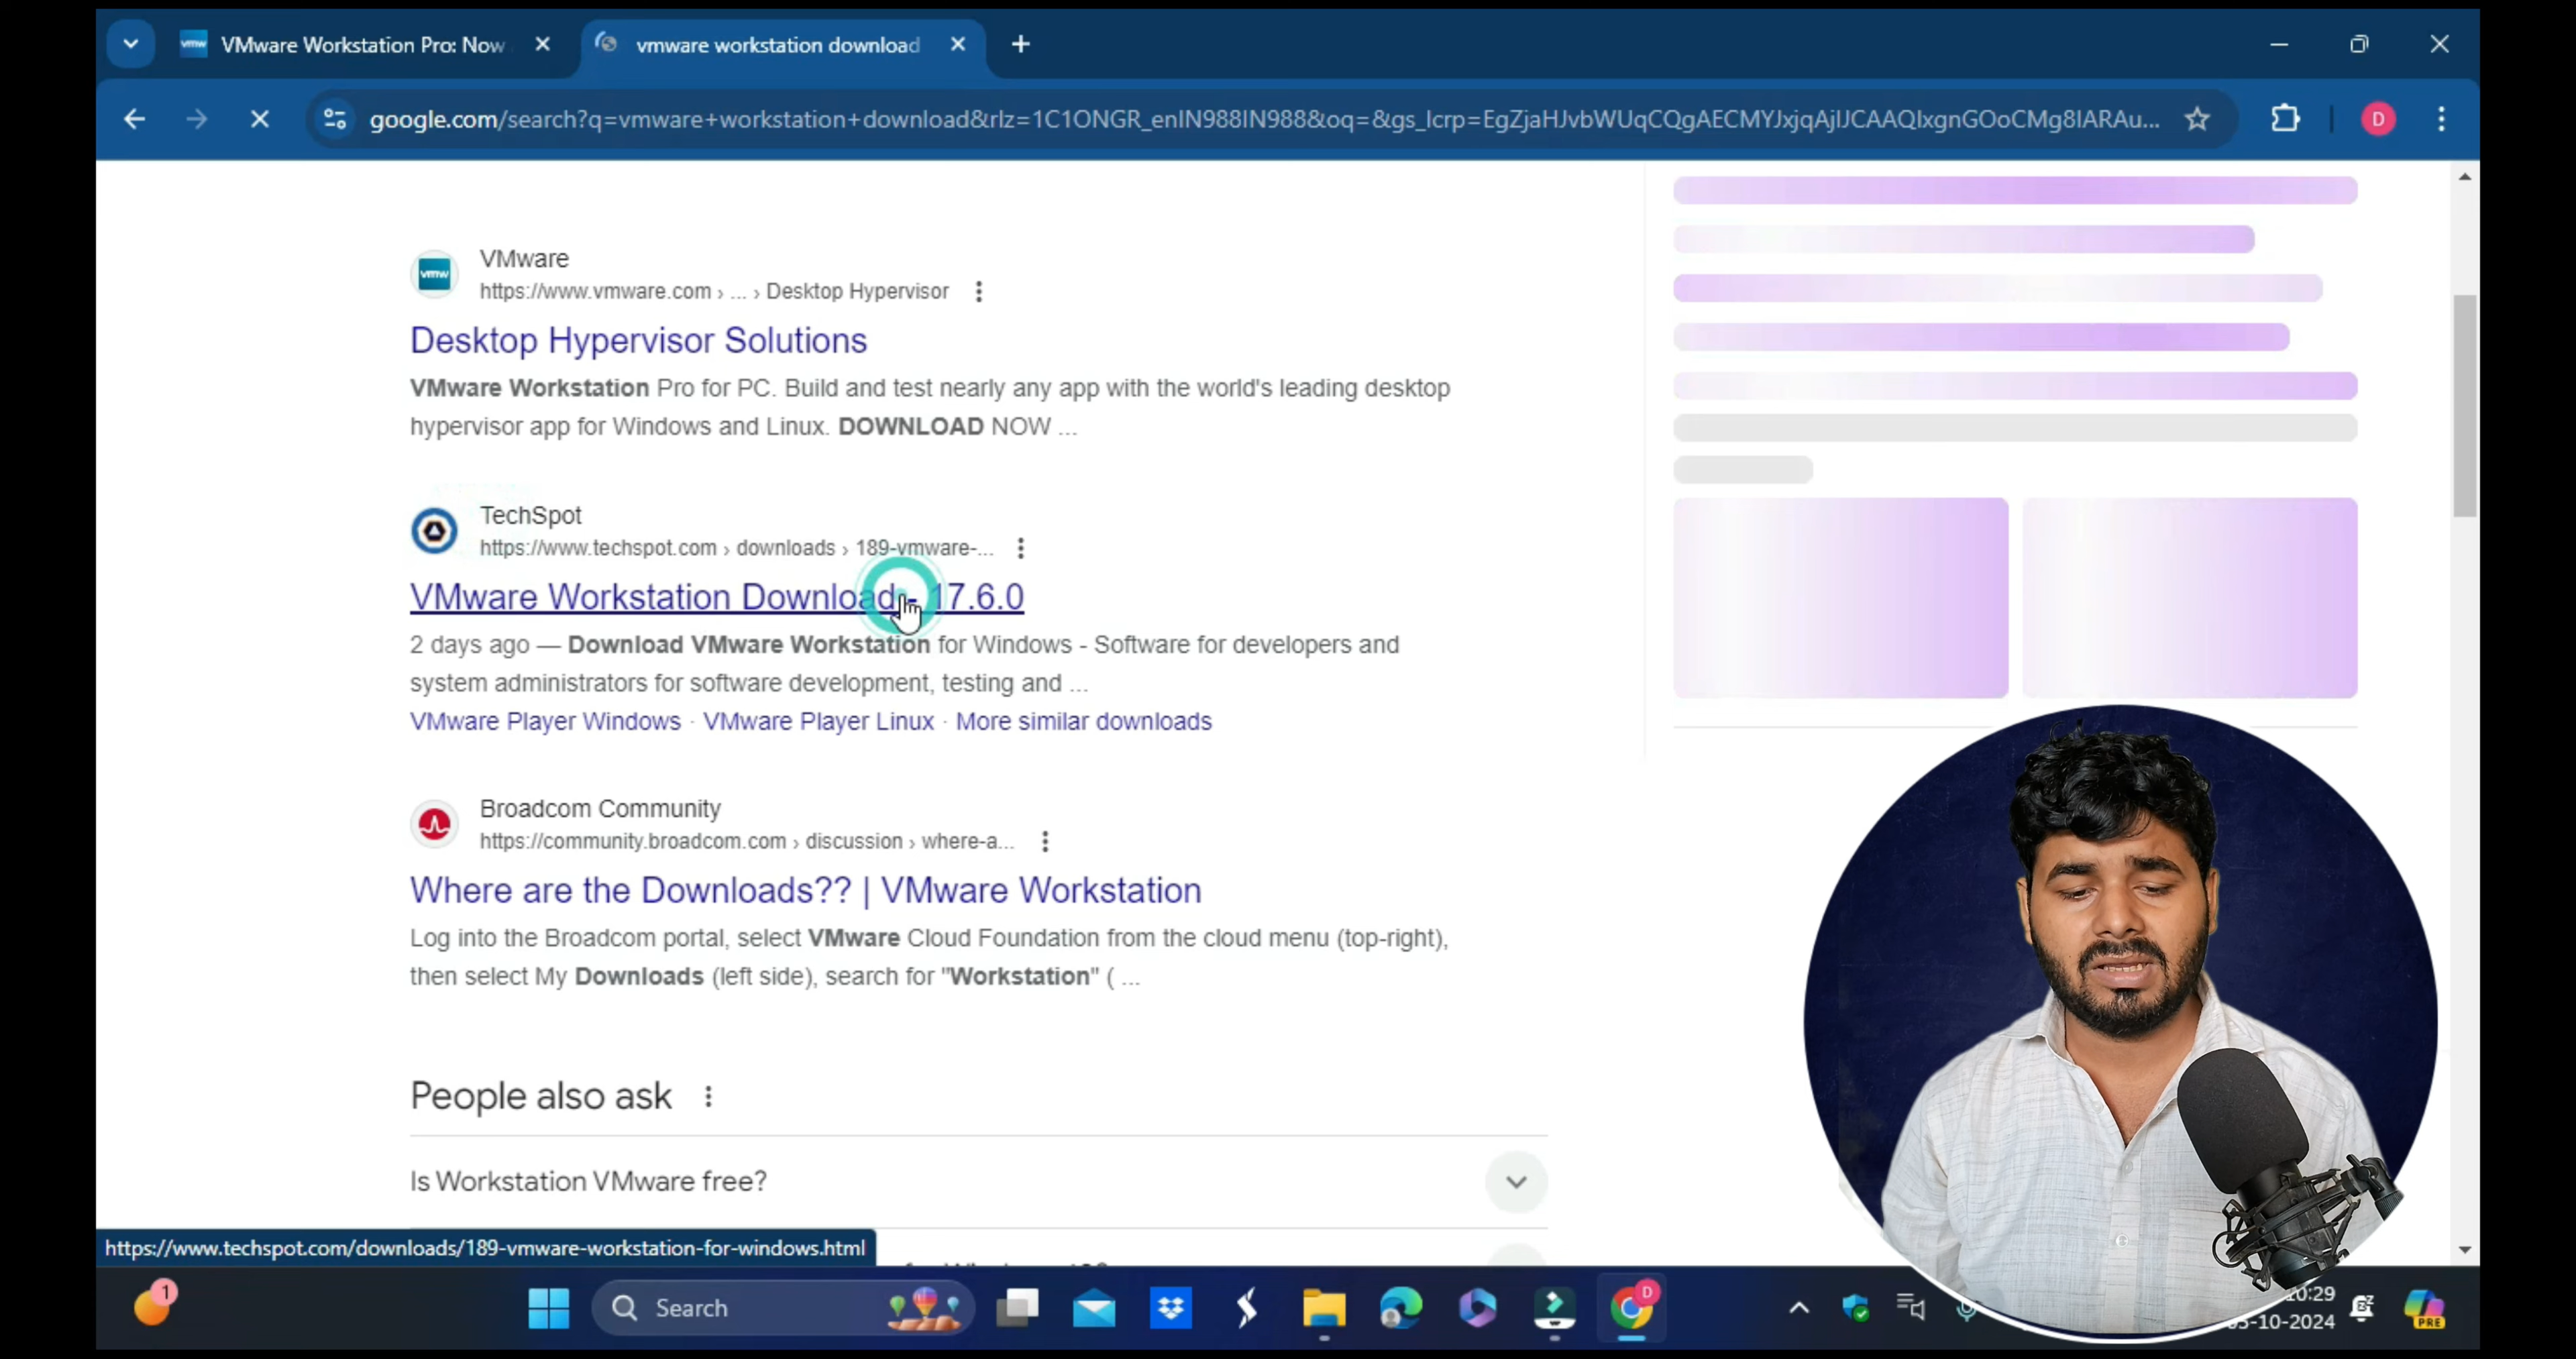 VMware Workstation Pro: Now
vmware workstation download
google.com/search?q=vmware+workstation+download&rlz=1C1ONGR_enIN988IN988&oq=&gs_lcrp=EgZjaHJvbWUqCQgAECMYJxjqAjIJCAAQIxgnGOoCMg8IARAu...
D
vmw
VMware
https://www.vmware.com › ... › Desktop Hypervisor
Desktop Hypervisor Solutions
VMware Workstation Pro for PC. Build and test nearly any app with the world's leading desktop
hypervisor app for Windows and Linux. DOWNLOAD NOW ...
TechSpot
https://www.techspot.com › downloads › 189-vmware-...
VMware Workstation Download - 17.6.0
2 days ago — Download VMware Workstation for Windows - Software for developers and
system administrators for software development, testing and ...
VMware Player Windows · VMware Player Linux · More similar downloads
Broadcom Community
https://community.broadcom.com › discussion › where-a...
Where are the Downloads?? | VMware Workstation
Log into the Broadcom portal, select VMware Cloud Foundation from the cloud menu (top-right),
then select My Downloads (left side), search for "Workstation" ( ...
People also ask
Is Workstation VMware free?
https://www.techspot.com/downloads/189-vmware-workstation-for-windows.html
1
Search
D
10:29
-10-2024
PRE